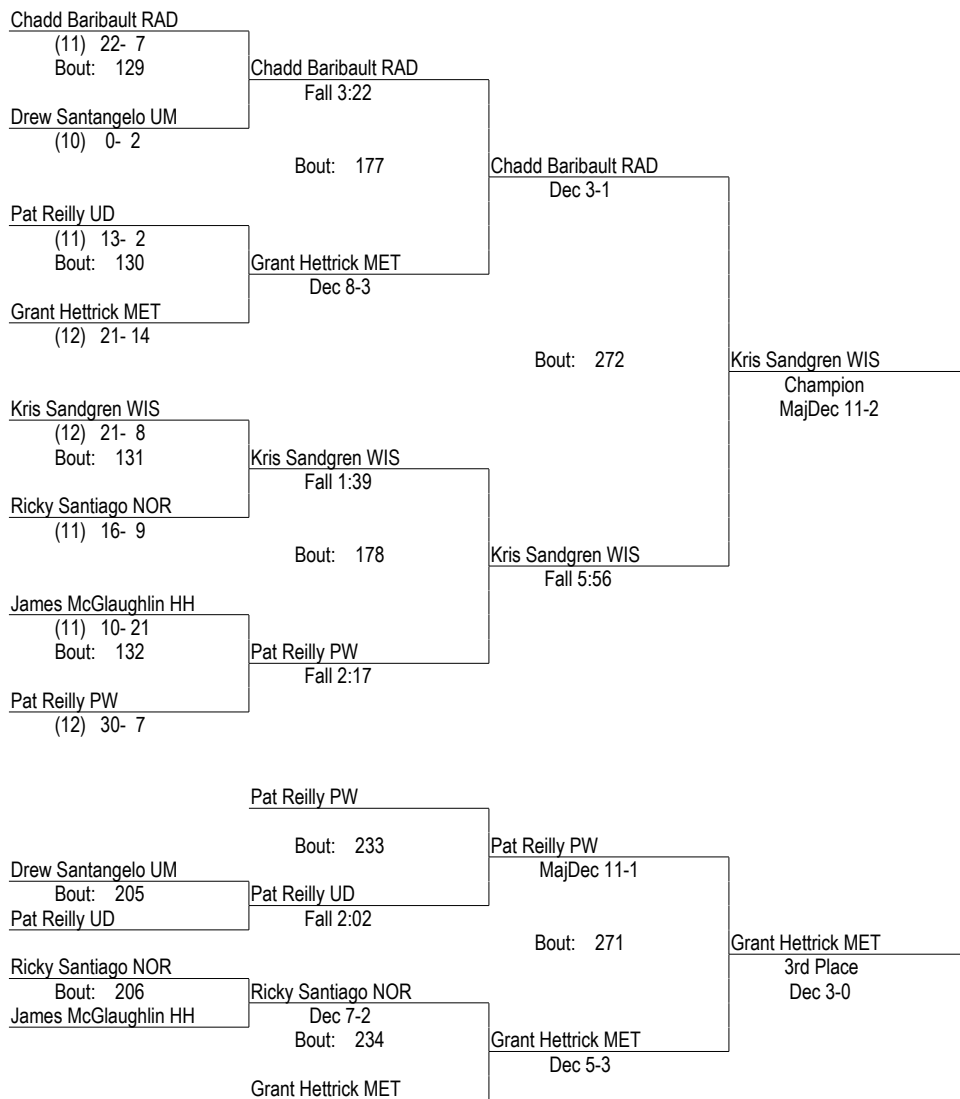 Chadd Baribault RAD
(11) 22- 7
Bout: 129
Chadd Baribault RAD
Fall 3:22
Drew Santangelo UM
(10) 0- 2
Bout: 177
Chadd Baribault RAD
Dec 3-1
Pat Reilly UD
(11) 13- 2
Bout: 130
Grant Hettrick MET
Dec 8-3
Grant Hettrick MET
(12) 21- 14
Bout: 272
Kris Sandgren WIS
Champion
MajDec 11-2
Kris Sandgren WIS
(12) 21- 8
Bout: 131
Kris Sandgren WIS
Fall 1:39
Ricky Santiago NOR
(11) 16- 9
Bout: 178
Kris Sandgren WIS
Fall 5:56
James McGlaughlin HH
(11) 10- 21
Bout: 132
Pat Reilly PW
Fall 2:17
Pat Reilly PW
(12) 30- 7
Pat Reilly PW
Bout: 233
Pat Reilly PW
MajDec 11-1
Drew Santangelo UM
Bout: 205
Pat Reilly UD
Pat Reilly UD
Fall 2:02
Bout: 271
Grant Hettrick MET
3rd Place
Dec 3-0
Ricky Santiago NOR
Bout: 206
James McGlaughlin HH
Ricky Santiago NOR
Dec 7-2
Bout: 234
Grant Hettrick MET
Dec 5-3
Grant Hettrick MET